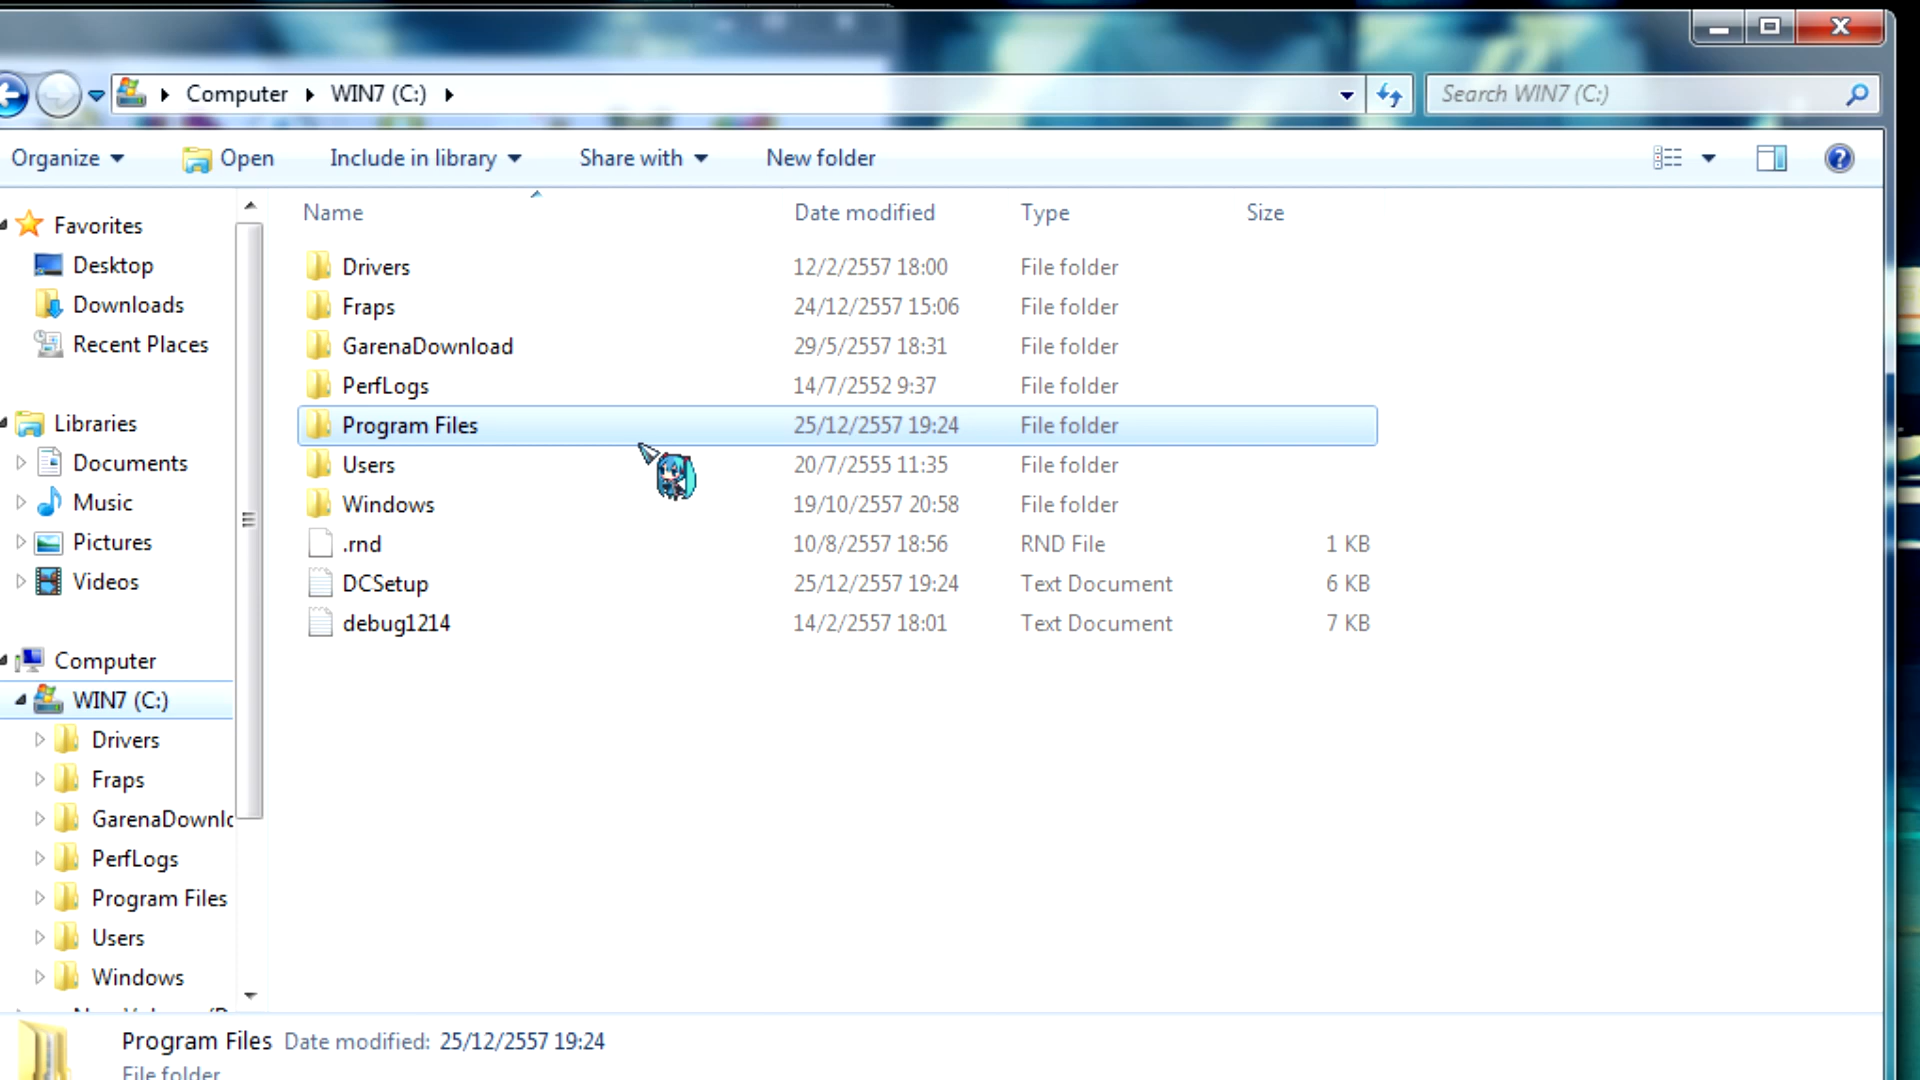 Computer WIN7 (C:)
Search WIN7 (C:)
Organize Open Include in library Share with New folder
Name Date modified Type Size
Favorites
Desktop
Downloads
Recent Places
Libraries
Documents
Music
Pictures
Videos
Computer
WIN7 (C:)
Drivers
Fraps
GarenaDownlo
PerfLogs
Program Files
Users
Windows
Drivers 12/2/2557 18:00 File folder
Fraps 24/12/2557 15:06 File folder
GarenaDownload 29/5/2557 18:31 File folder
PerfLogs 14/7/2552 9:37 File folder
Program Files 25/12/2557 19:24 File folder
Users 20/7/2555 11:35 File folder
Windows 19/10/2557 20:58 File folder
.rnd 10/8/2557 18:56 RND File 1 KB
DCSetup 25/12/2557 19:24 Text Document 6 KB
debug1214 14/2/2557 18:01 Text Document 7 KB
Program Files Date modified: 25/12/2557 19:24
File folder